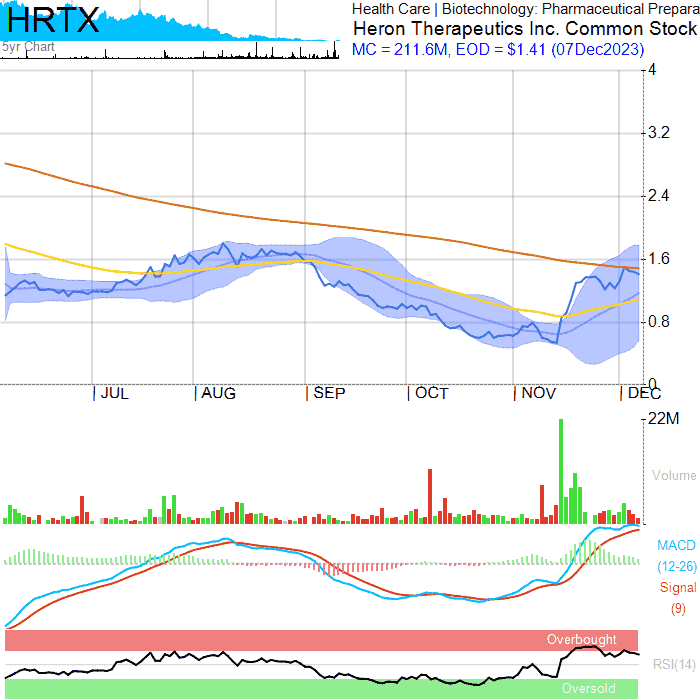 HRTX
5yr Chart
Health Care | Biotechnology: Pharmaceutical Prepara
Heron Therapeutics Inc. Common Stock
MC = 211.6M, EOD = $1.41 (07Dec2023)
4
3.2
2.4
1.6
0.8
0
JUL AUG SEP OCT NOV DEC
22M
Volume
MACD
(12-26)
Signal
(9)
Overbought
RSI(14)
Oversold